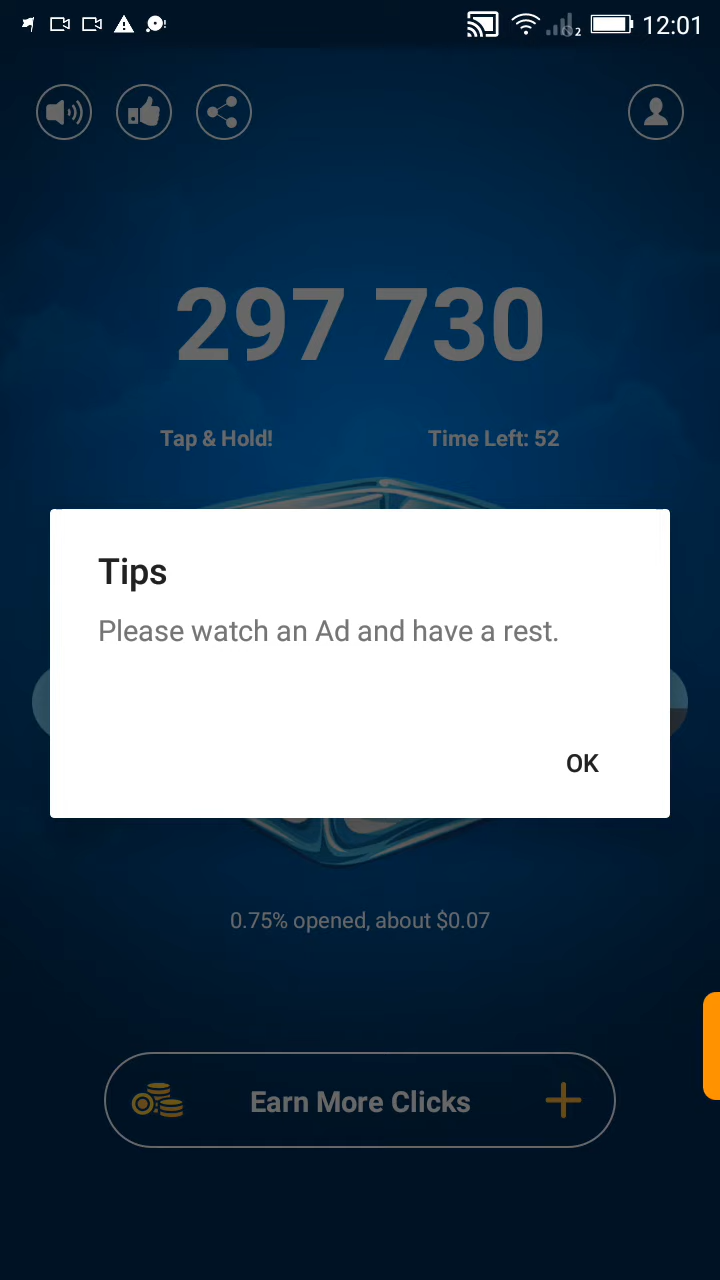 2 12:01
297 730
Tap & Hold! Time Left: 52
Tips
Please watch an Ad and have a rest.
OK
0.75% opened, about $0.07
Earn More Clicks